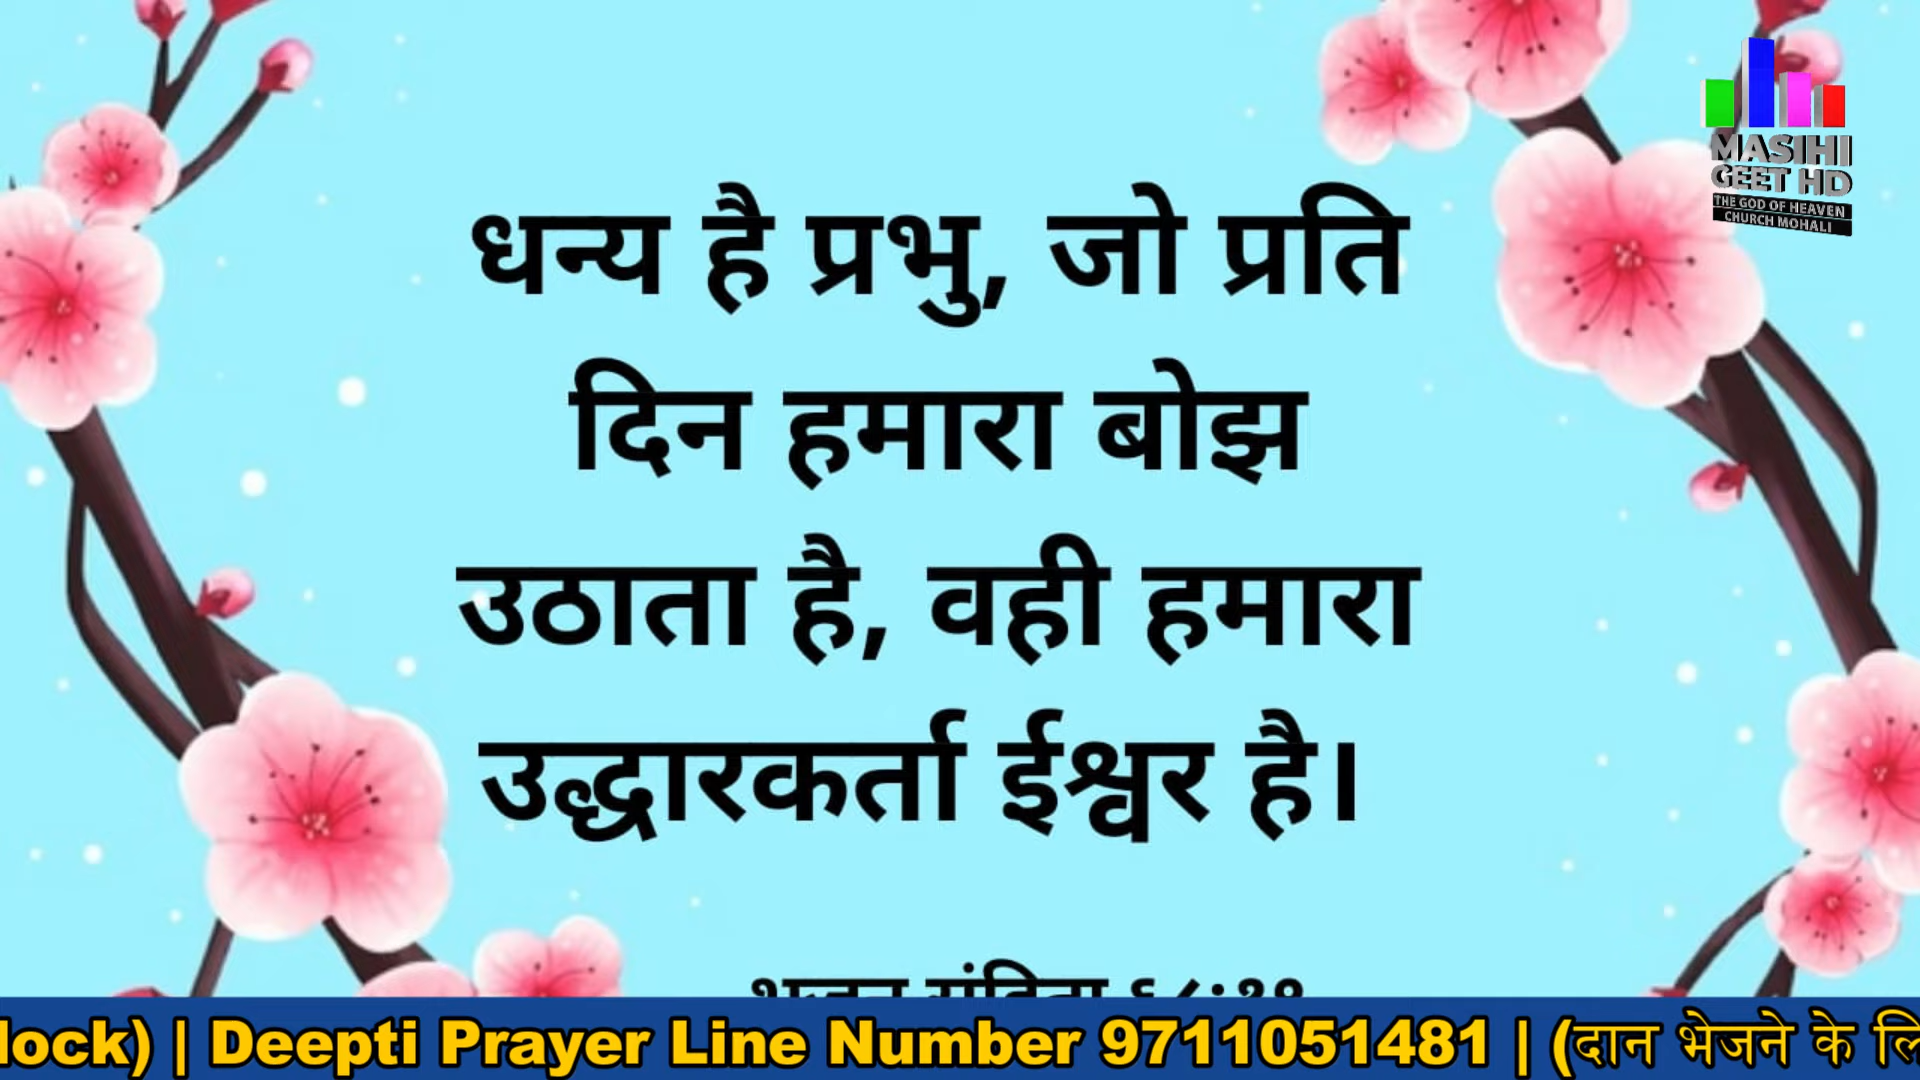 MASIHI
GEET HD
THE GOD OF HEAVEN
CHURCH MOHALI
धन्य है प्रभु, जो प्रति
दिन हमारा बोझ
उठाता है, वही हमारा
उद्धारकर्ता ईश्वर है।
lock) | Deepti Prayer Line Number 9711051481 | (दान भेजने के लि